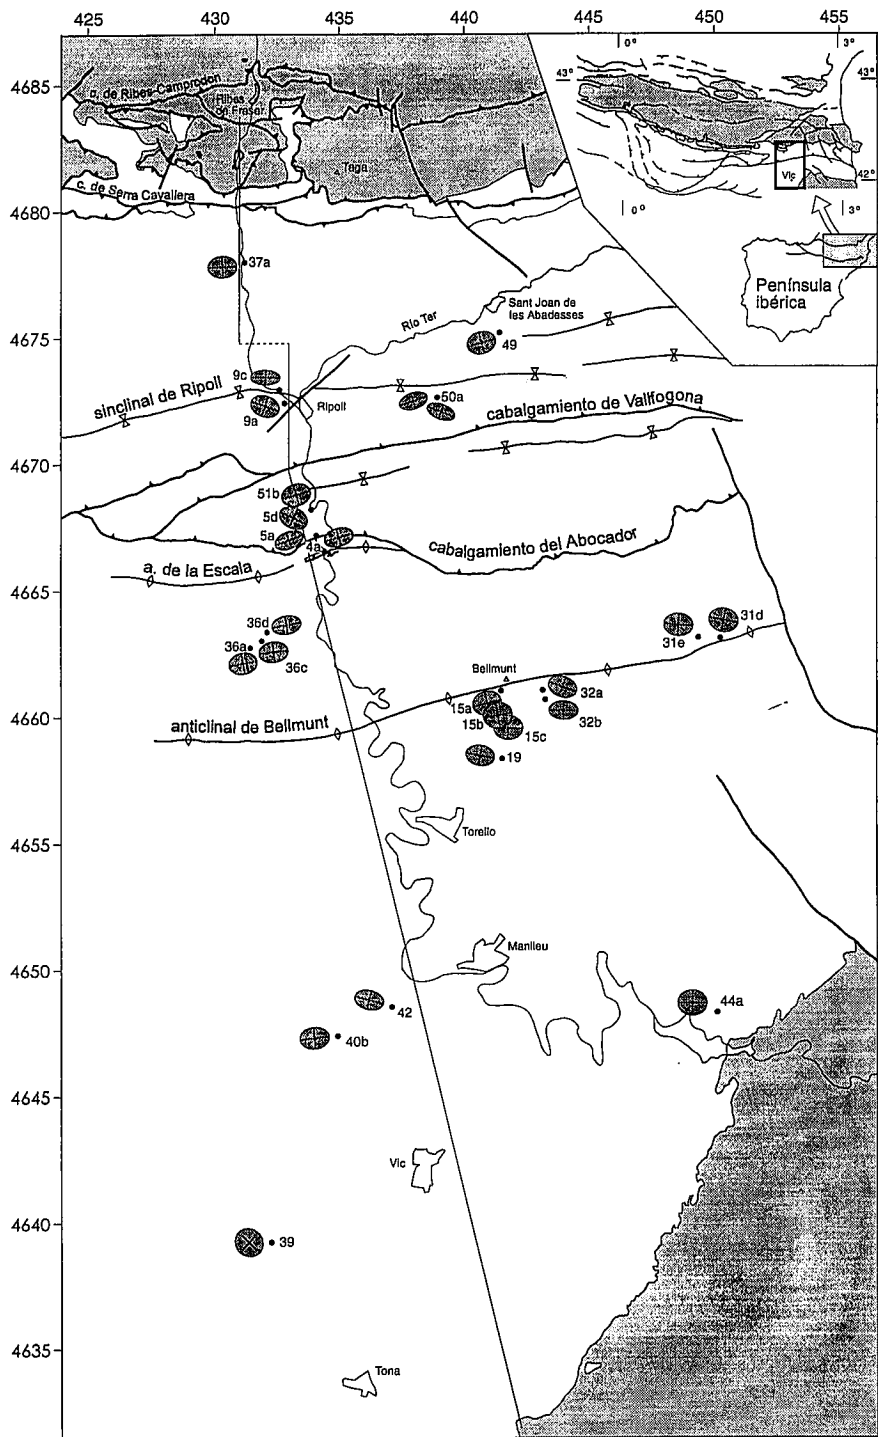 425 430 435 440 445 450 455
0° 3°
43° 43°
4685
p. de Ribes-Camprodon
Ribes
de Fraser
Taga
c. de Serra Cavallera
Vic
42°
4680
0° 3°
37a
Península
ibérica
Sant Joan de
les Abadesses
Río Ter
4675
49
9c
sinclinal de Ripoll
50a
Ripoll
9a
cabalgamiento de Vallfogona
4670
51b
5d
5a
4a
cabalgamiento del Abocador
a. de la Escala
4665
36d
31d
36a
31e
36c
Bellmunt
32a
15a
4660
32b
15b
anticlinal de Bellmunt
15c
19
Torello
4655
Manlleu
4650
44a
42
40b
4645
Vic
4640
39
4635
Tona